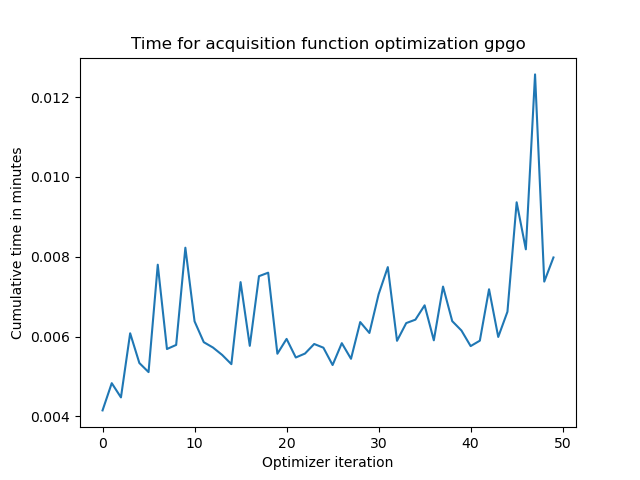 Time for acquisition function optimization gpgo
Cumulative time in minutes
0.012
0.010
0.008
0.006
0.004
0 10 20 30 40 50
Optimizer iteration